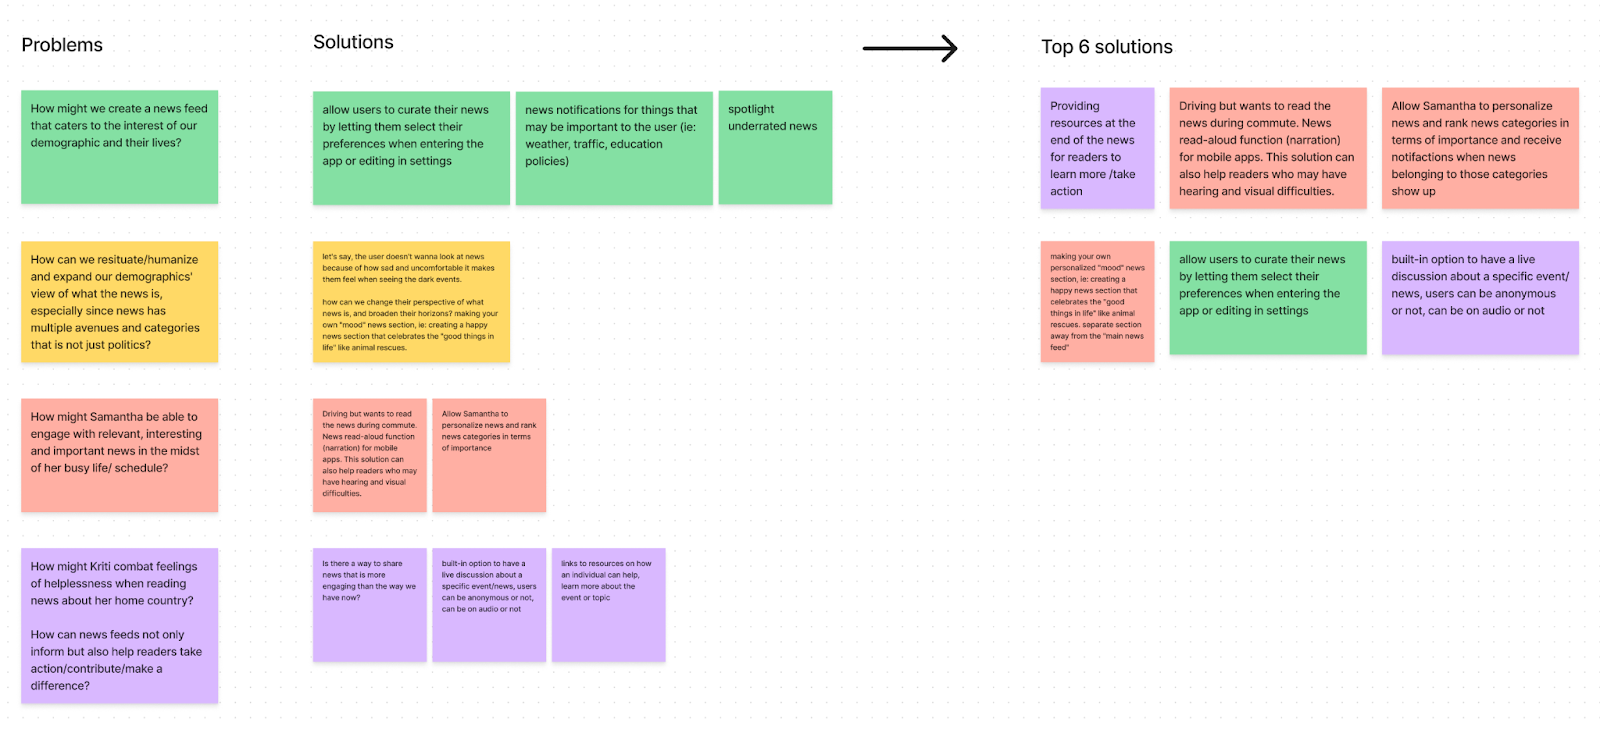 Problems
Solutions
Top 6 solutions
How might we create a news feed
that caters to the interest of our
demographic and their lives?
allow users to curate their news
by letting them select their
preferences when entering the
app or editing in settings
news notifications for things that
may be important to the user (ie:
weather, traffic, education
policies)
spotlight
underrated news
Providing
resources at the
end of the news
for readers to
learn more /take
action
Driving but wants to read the
news during commute. News
read-aloud function (narration)
for mobile apps. This solution can
also help readers who may have
hearing and visual difficulties.
Allow Samantha to personalize
news and rank news categories in
terms of importance and receive
notifactions when news
belonging to those categories
show up
How can we resituate/humanize
and expand our demographics'
view of what the news is,
especially since news has
multiple avenues and categories
that is not just politics?
let's say, the user doesn't wanna look at news
because of how sad and uncomfortable it makes
them feel when seeing the dark events.
how can we change their perspective of what
news is, and broaden their horizons? making your
own "mood" news section, ie: creating a happy
news section that celebrates the "good things in
life" like animal rescues.
making your own
personalized "mood" news
section, ie: creating a
happy news section that
celebrates the "good
things in life" like animal
rescues. separate section
away from the "main news
feed"
allow users to curate their news
by letting them select their
preferences when entering the
app or editing in settings
built-in option to have a live
discussion about a specific event/
news, users can be anonymous
or not, can be on audio or not
How might Samantha be able to
engage with relevant, interesting
and important news in the midst
of her busy life/ schedule?
Driving but wants to read
the news during commute.
News read-aloud function
(narration) for mobile
apps. This solution can
also help readers who may
have hearing and visual
difficulties.
Allow Samantha to
personalize news and rank
news categories in terms
of importance
How might Kriti combat feelings
of helplessness when reading
news about her home country?
How can news feeds not only
inform but also help readers take
action/contribute/make a
difference?
Is there a way to share
news that is more
engaging than the way we
have now?
built-in option to have a
live discussion about a
specific event/news, users
can be anonymous or not,
can be on audio or not
links to resources on how
an individual can help,
learn more about the
event or topic